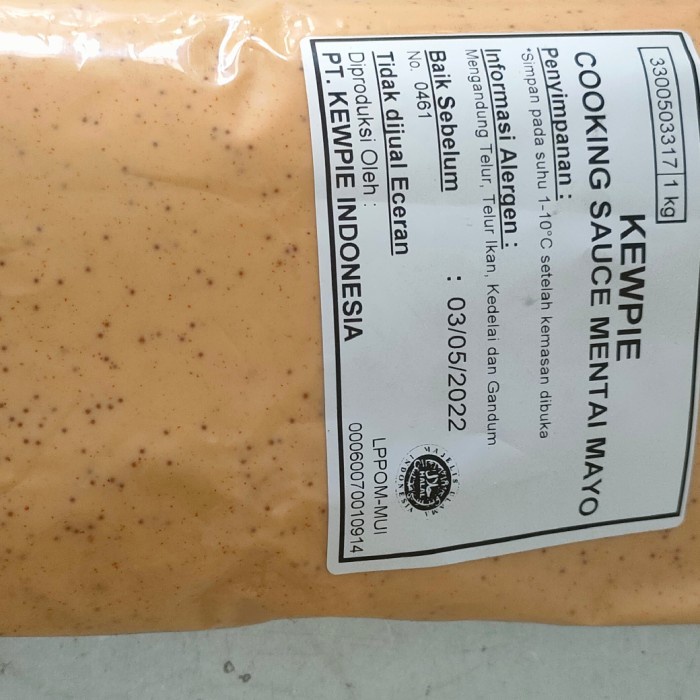 3300503317 1 kg
KEWPIE
COOKING SAUCE MENTAI MAYO
Penyimpanan :
*Simpan pada suhu 1-10°C setelah kemasan dibuka
Informasi Alergen :
Mengandung Telur, Telur Ikan, Kedelai dan Gandum
Baik Sebelum : 03/05/2022
No. 0461
Tidak dijual Eceran
Diproduksi Oleh :
PT. KEWPIE INDONESIA
HALAL
INDONESIA
LPPOM-MUI
00060070010914